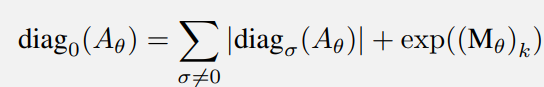 diag₀(A_θ) = ∑_{σ≠0} |diag_σ(A_θ)| + exp((M_θ)_k)